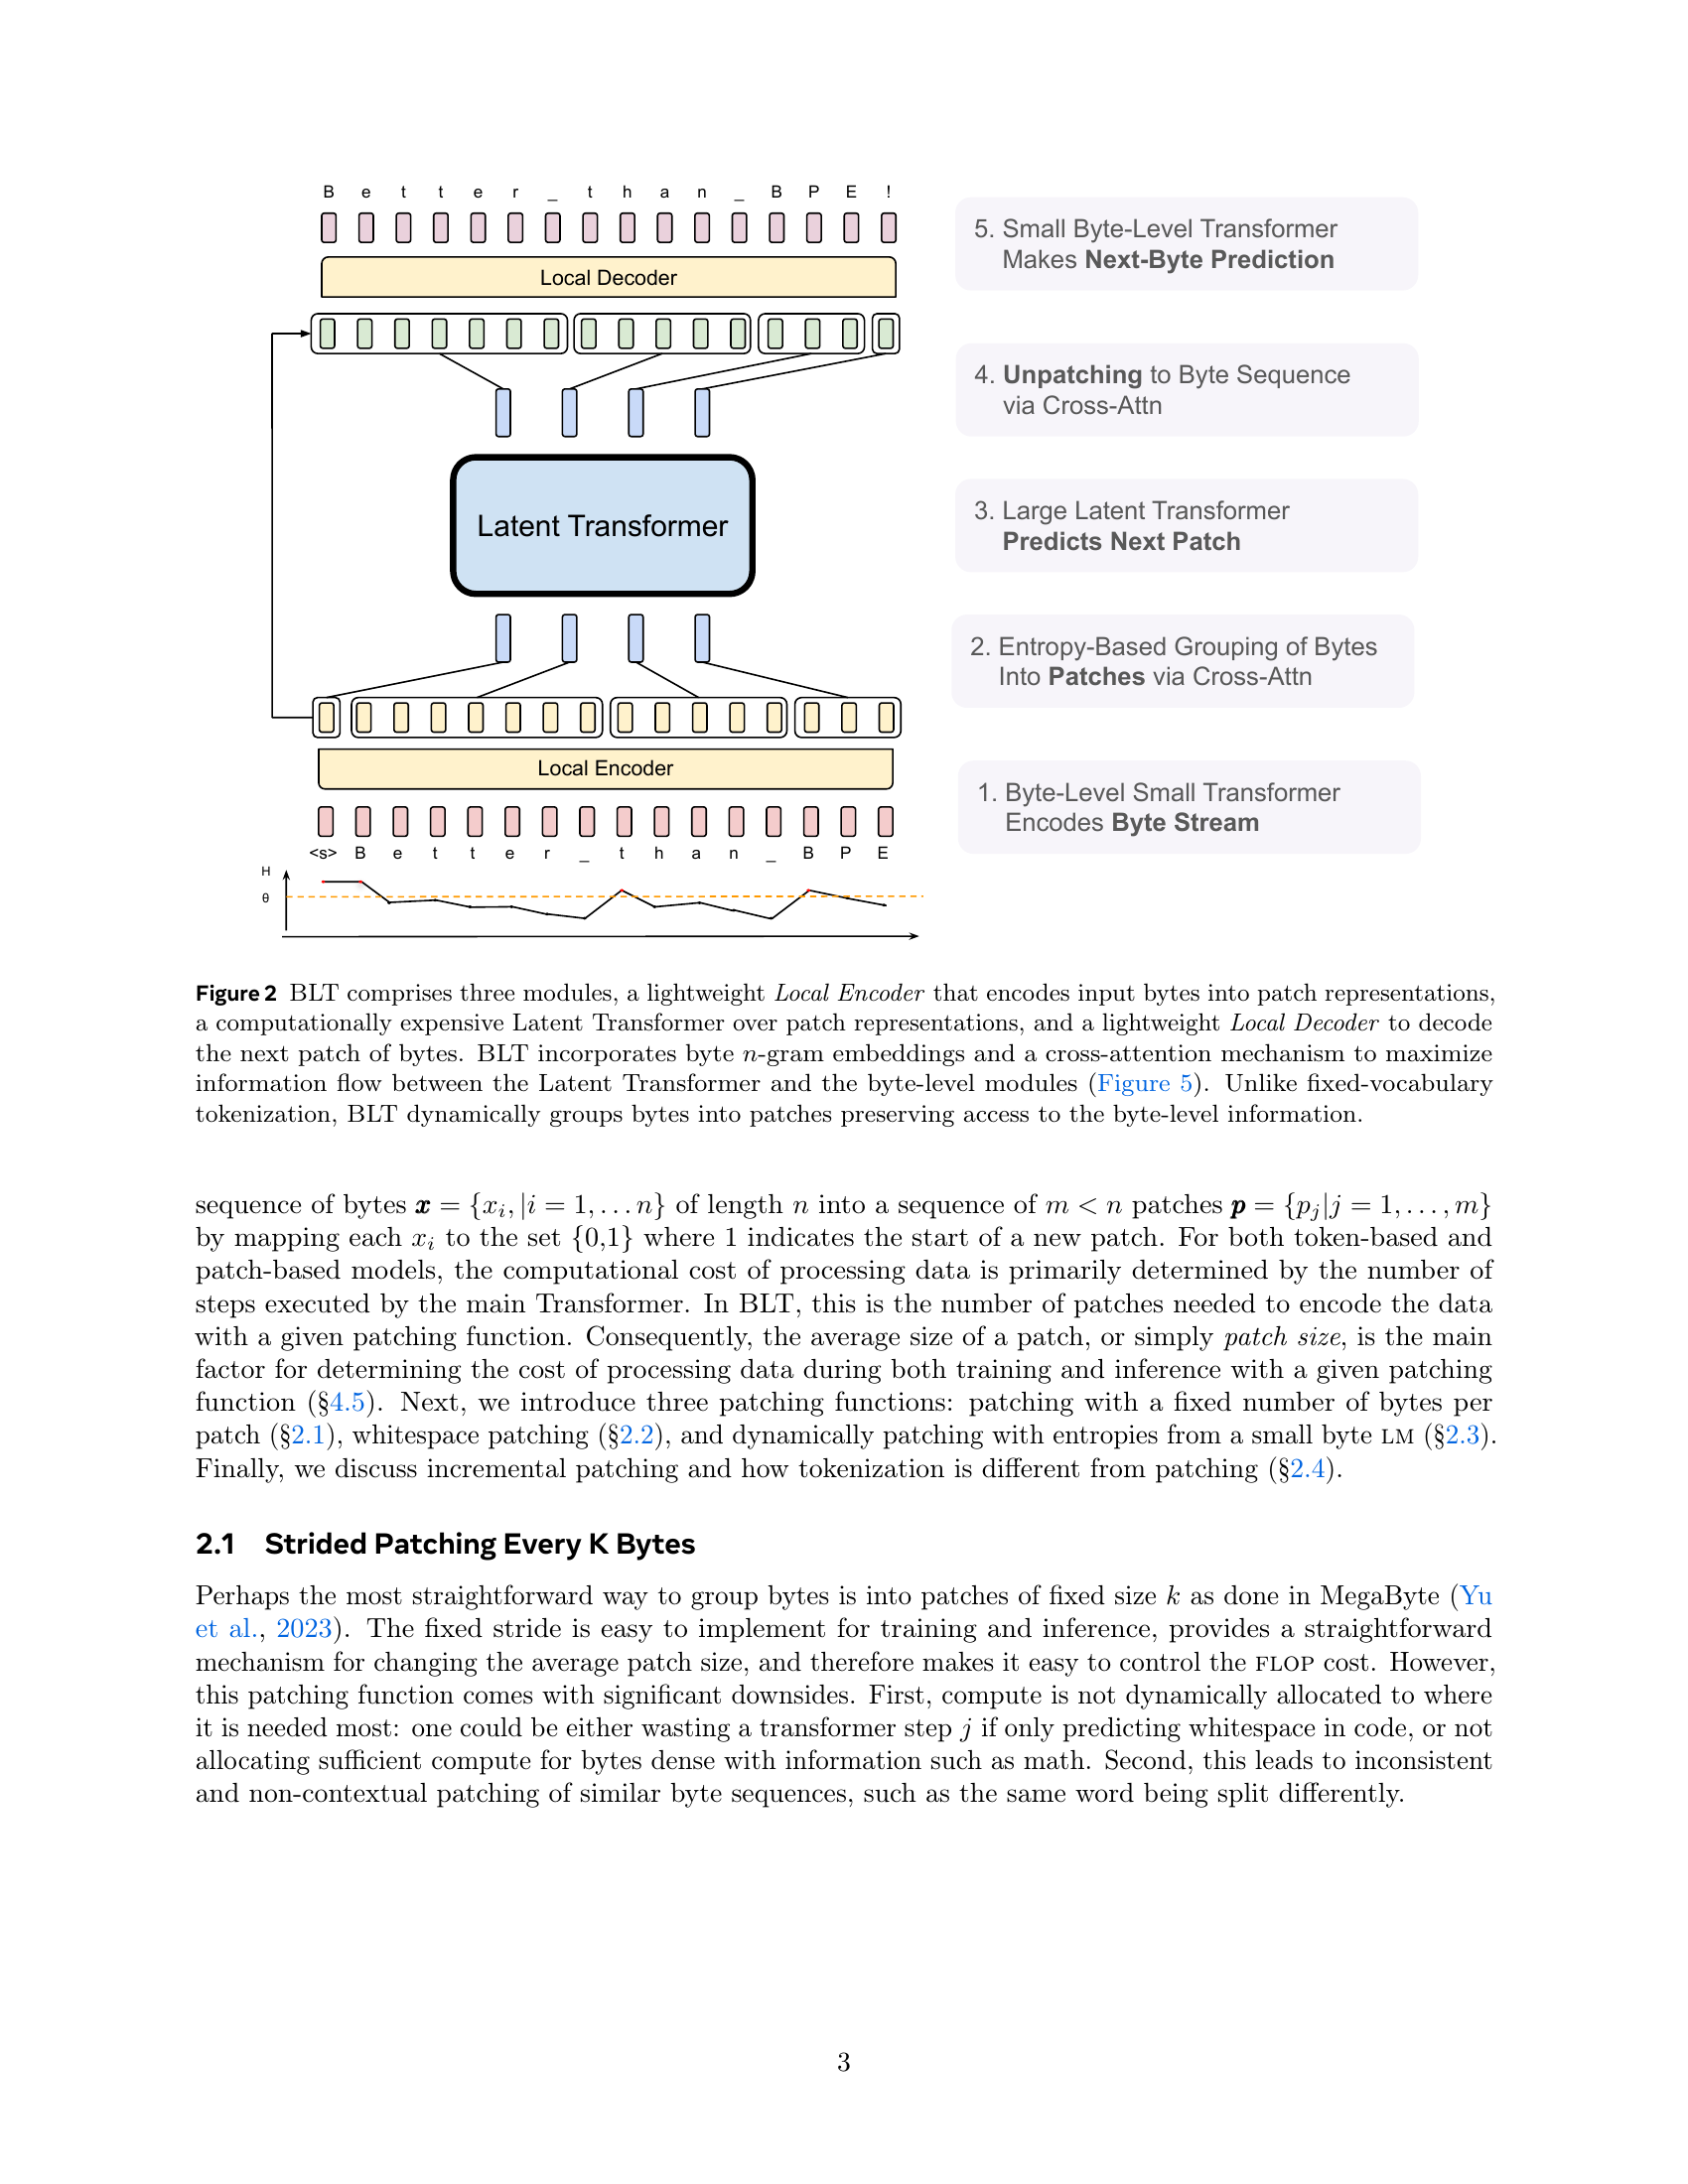 B e t t e r _ t h a n _ B P E !
Local Decoder
Latent Transformer
Local Encoder
<s> B e t t e r _ t h a n _ B P E
H
θ
5. Small Byte-Level Transformer
Makes Next-Byte Prediction
4. Unpatching to Byte Sequence
via Cross-Attn
3. Large Latent Transformer
Predicts Next Patch
2. Entropy-Based Grouping of Bytes
Into Patches via Cross-Attn
1. Byte-Level Small Transformer
Encodes Byte Stream
Figure 2 BLT comprises three modules, a lightweight Local Encoder that encodes input bytes into patch representations,
a computationally expensive Latent Transformer over patch representations, and a lightweight Local Decoder to decode
the next patch of bytes. BLT incorporates byte n-gram embeddings and a cross-attention mechanism to maximize
information flow between the Latent Transformer and the byte-level modules (Figure 5). Unlike fixed-vocabulary
tokenization, BLT dynamically groups bytes into patches preserving access to the byte-level information.
sequence of bytes x = {xᵢ, |i = 1, . . . n} of length n into a sequence of m < n patches p = {pⱼ|j = 1, . . . , m}
by mapping each xᵢ to the set {0,1} where 1 indicates the start of a new patch. For both token-based and
patch-based models, the computational cost of processing data is primarily determined by the number of
steps executed by the main Transformer. In BLT, this is the number of patches needed to encode the data
with a given patching function. Consequently, the average size of a patch, or simply patch size, is the main
factor for determining the cost of processing data during both training and inference with a given patching
function (§4.5). Next, we introduce three patching functions: patching with a fixed number of bytes per
patch (§2.1), whitespace patching (§2.2), and dynamically patching with entropies from a small byte LM (§2.3).
Finally, we discuss incremental patching and how tokenization is different from patching (§2.4).
2.1 Strided Patching Every K Bytes
Perhaps the most straightforward way to group bytes is into patches of fixed size k as done in MegaByte (Yu
et al., 2023). The fixed stride is easy to implement for training and inference, provides a straightforward
mechanism for changing the average patch size, and therefore makes it easy to control the FLOP cost. However,
this patching function comes with significant downsides. First, compute is not dynamically allocated to where
it is needed most: one could be either wasting a transformer step j if only predicting whitespace in code, or not
allocating sufficient compute for bytes dense with information such as math. Second, this leads to inconsistent
and non-contextual patching of similar byte sequences, such as the same word being split differently.
3